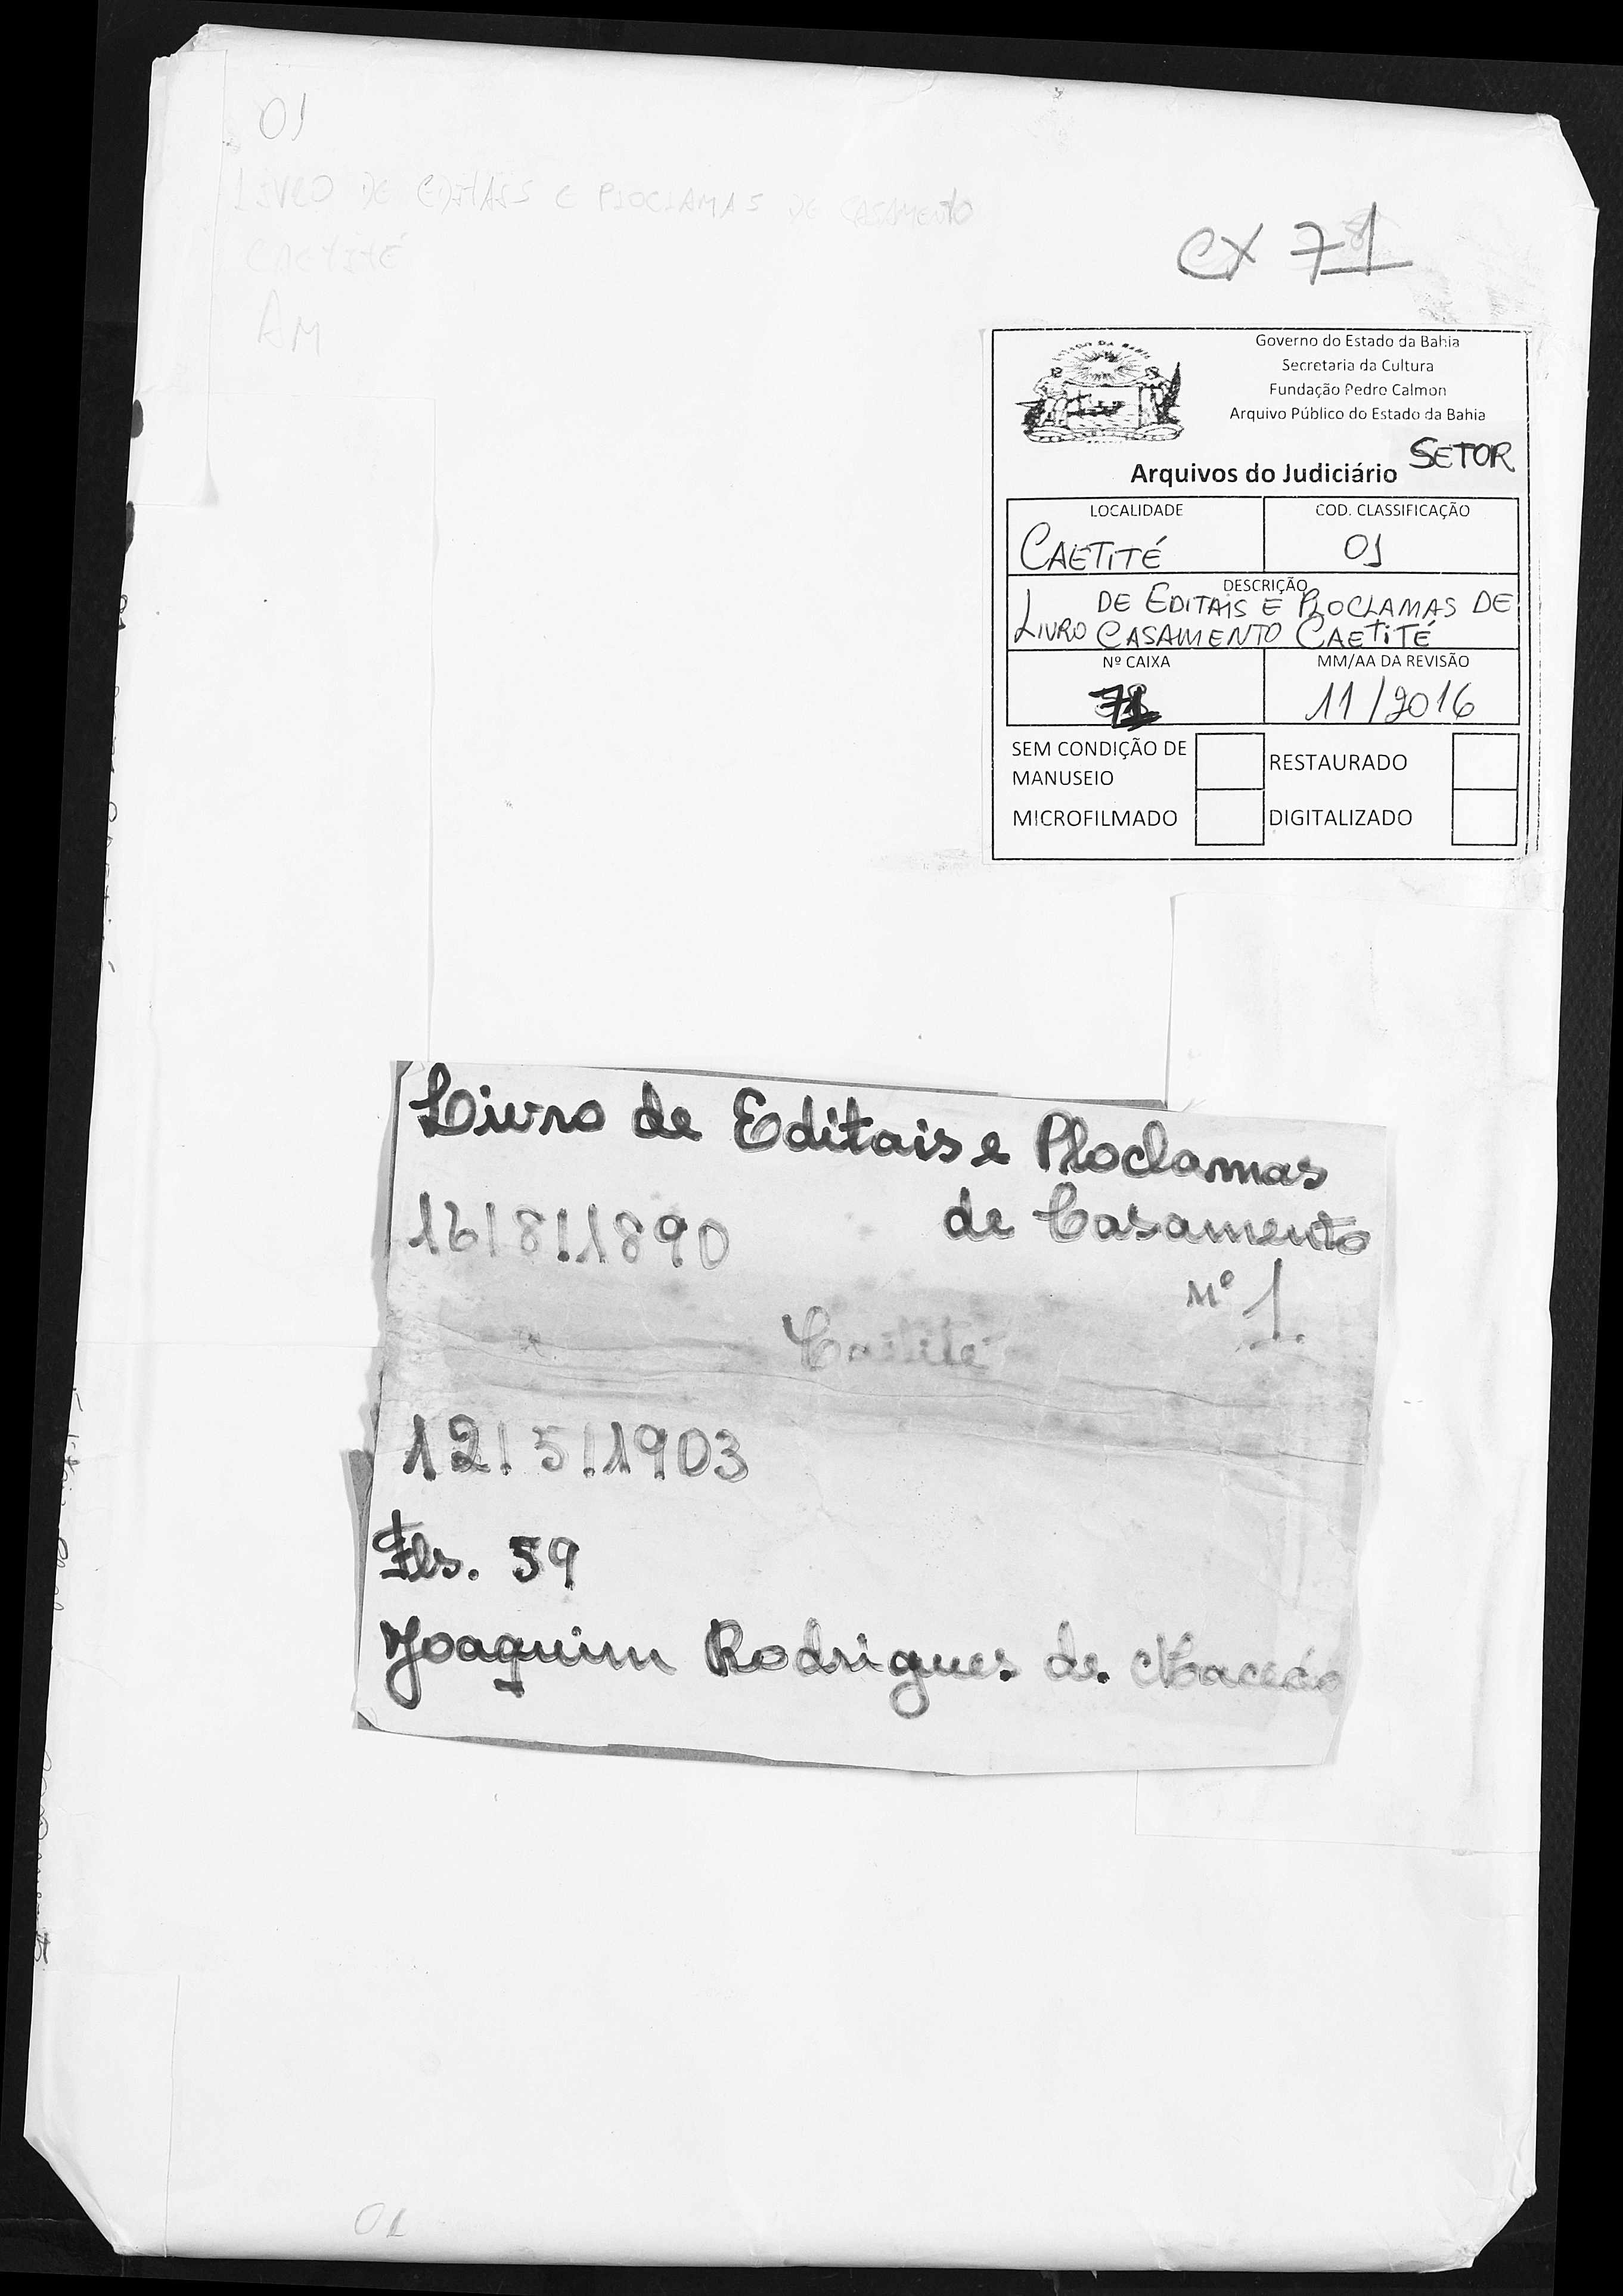 01
LIVRO DE EDITAIS E PLOCLAMAS DE CASAMENTO
CAETITÉ
AM
CX 71
Governo do Estado da Bahia
Secretaria da Cultura
Fundação Pedro Calmon
Arquivo Público do Estado da Bahia
Arquivos do Judiciário SETOR
LOCALIDADE COD. CLASSIFICAÇÃO
CAETITÉ 01
DESCRIÇÃO
DE EDITAIS E PLOCLAMAS DE
LIVRO CASAMENTO CAETITÉ
Nº CAIXA MM/AA DA REVISÃO
71 11/2016
SEM CONDIÇÃO DE
MANUSEIO RESTAURADO
MICROFILMADO DIGITALIZADO
Livro de Editais e Ploclamas
16/8/1890 de Casamento
Nº 1.
Caetité
12/5/1903
Fls. 59
Joaquim Rodrigues de Macedo
01